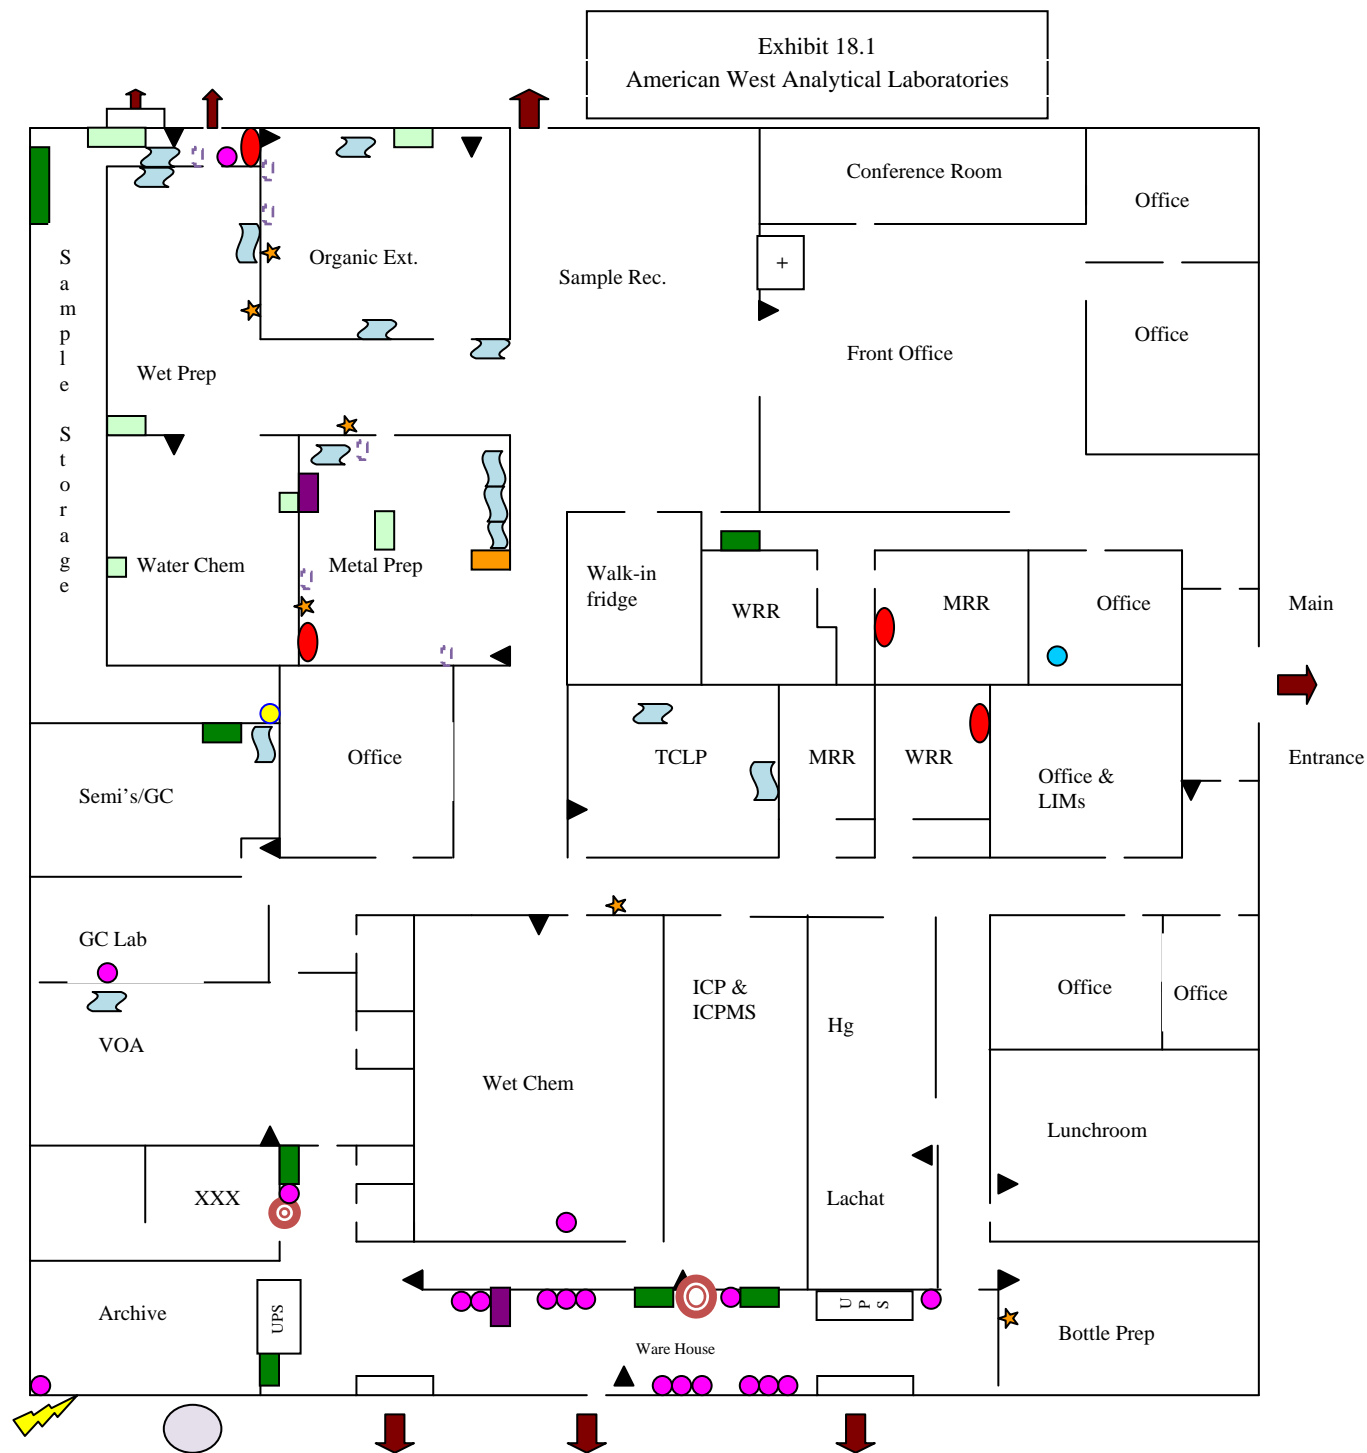 Exhibit 18.1
American West Analytical Laboratories
Conference Room
Office
Sample Storage
Organic Ext.
Sample Rec.
+
Office
Front Office
Wet Prep
Water Chem
Metal Prep
Walk-in
fridge
WRR
MRR
Office
Main
Office
TCLP
MRR
WRR
Office &
LIMs
Entrance
Semi's/GC
GC Lab
ICP &
ICPMS
Office
Office
Hg
VOA
Wet Chem
Lunchroom
XXX
Lachat
Archive
UPS
UPS
Ware House
Bottle Prep